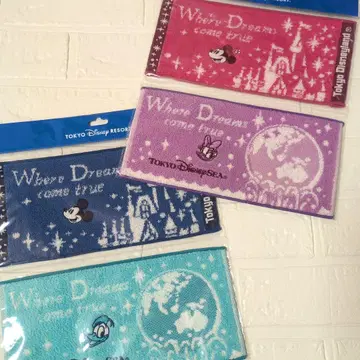 Where Dreams
come true
Tokyo Disneyland®
Where Dreams
come true
TOKYO DISNEYSEA®
TOKYO Disney RESORT
Where Dreams
come true
Tokyo
Where Dreams
come true